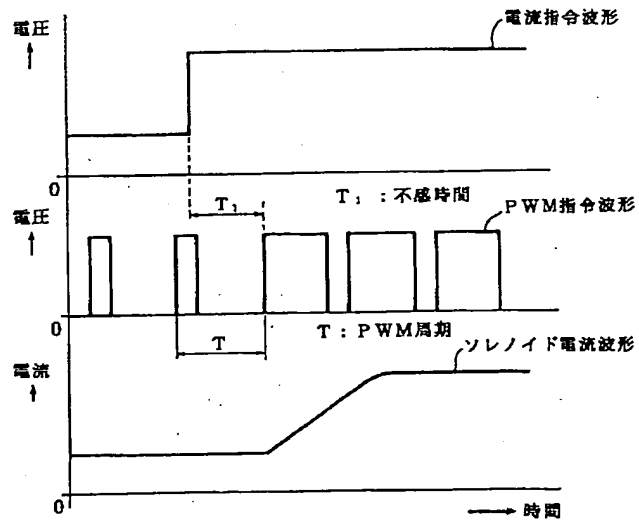 電圧
電流指令波形
0
T₁
T₁：不感時間
電圧
PWM指令波形
0
T
T：PWM周期
電流
ソレノイド電流波形
0
時間